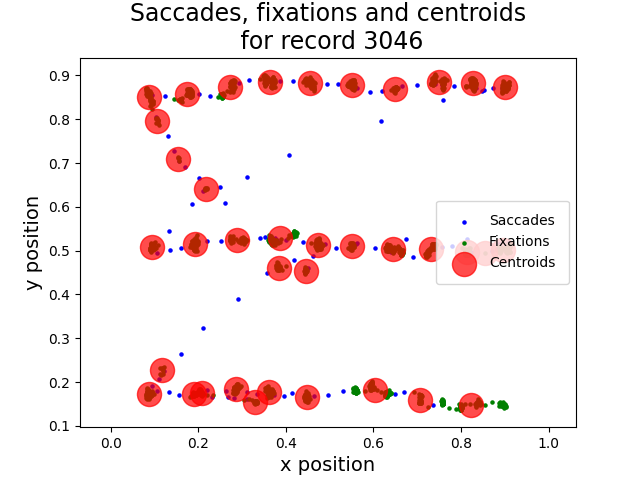 Saccades, fixations and centroids
for record 3046
y position
0.9
0.8
0.7
0.6
0.5
0.4
0.3
0.2
0.1
Saccades
Fixations
Centroids
0.0 0.2 0.4 0.6 0.8 1.0
x position